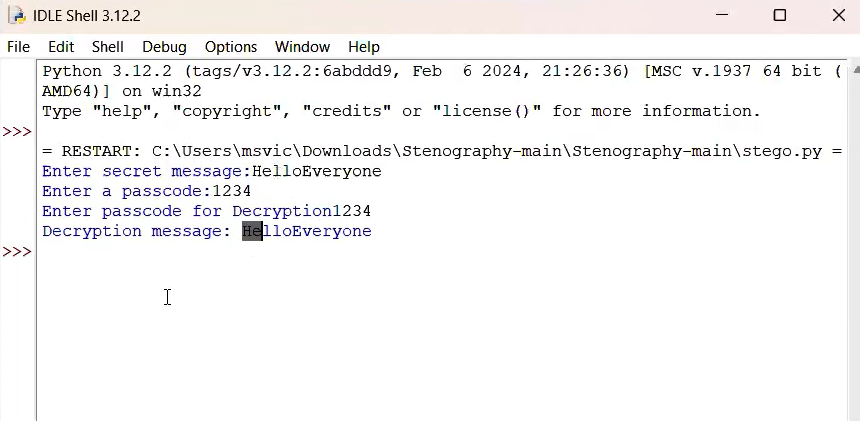 IDLE Shell 3.12.2
File Edit Shell Debug Options Window Help
Python 3.12.2 (tags/v3.12.2:6abddd9, Feb  6 2024, 21:26:36) [MSC v.1937 64 bit (
AMD64)] on win32
Type "help", "copyright", "credits" or "license()" for more information.
>>>
= RESTART: C:\Users\msvic\Downloads\Stenography-main\Stenography-main\stego.py =
Enter secret message:HelloEveryone
Enter a passcode:1234
Enter passcode for Decryption1234
Decryption message: HelloEveryone
>>>